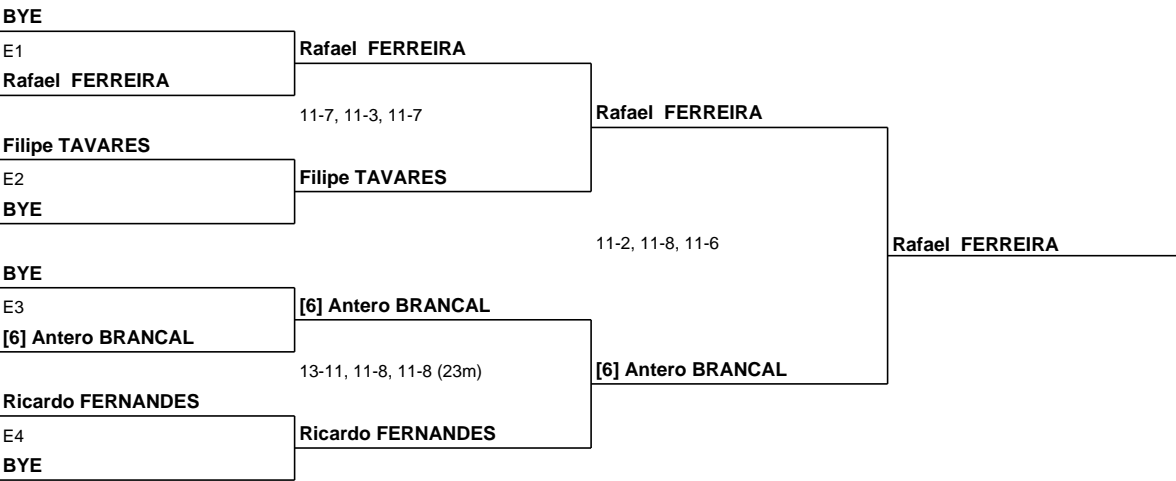 BYE
E1
Rafael FERREIRA
Rafael FERREIRA
11-7, 11-3, 11-7
Rafael FERREIRA
Filipe TAVARES
E2
Filipe TAVARES
BYE
11-2, 11-8, 11-6
Rafael FERREIRA
BYE
E3
[6] Antero BRANCAL
[6] Antero BRANCAL
13-11, 11-8, 11-8 (23m)
[6] Antero BRANCAL
Ricardo FERNANDES
E4
Ricardo FERNANDES
BYE